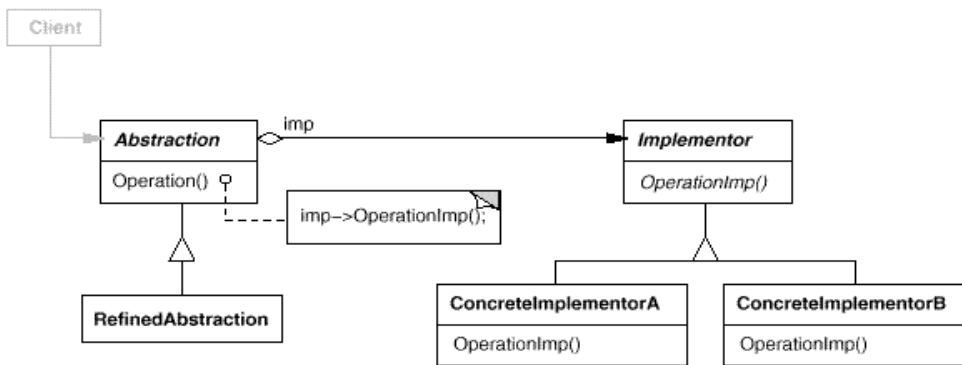 Client
imp
Abstraction
Implementor
Operation()
OperationImp()
imp->OperationImp();
RefinedAbstraction
ConcreteImplementorA
ConcreteImplementorB
OperationImp()
OperationImp()